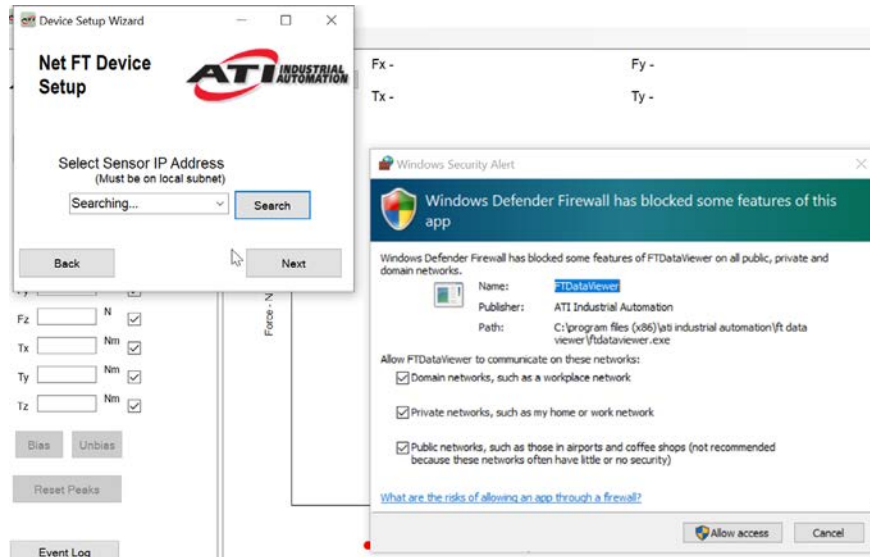 Device Setup Wizard
Net FT Device
Setup
ATI INDUSTRIAL
AUTOMATION
Select Sensor IP Address
(Must be on local subnet)
Searching...
Search
Back
Next
Fx -
Fy -
Tx -
Ty -
Force - N
Fz
N
Tx
Nm
Ty
Nm
Tz
Nm
Bias
Unbias
Reset Peaks
Event Log
Windows Security Alert
Windows Defender Firewall has blocked some features of this
app
Windows Defender Firewall has blocked some features of FTDataViewer on all public, private and
domain networks.
Name: FTDataViewer
Publisher: ATI Industrial Automation
Path: C:\program files (x86)\ati industrial automation\ft data
viewer\ftdataviewer.exe
Allow FTDataViewer to communicate on these networks:
Domain networks, such as a workplace network
Private networks, such as my home or work network
Public networks, such as those in airports and coffee shops (not recommended
because these networks often have little or no security)
What are the risks of allowing an app through a firewall?
Allow access
Cancel